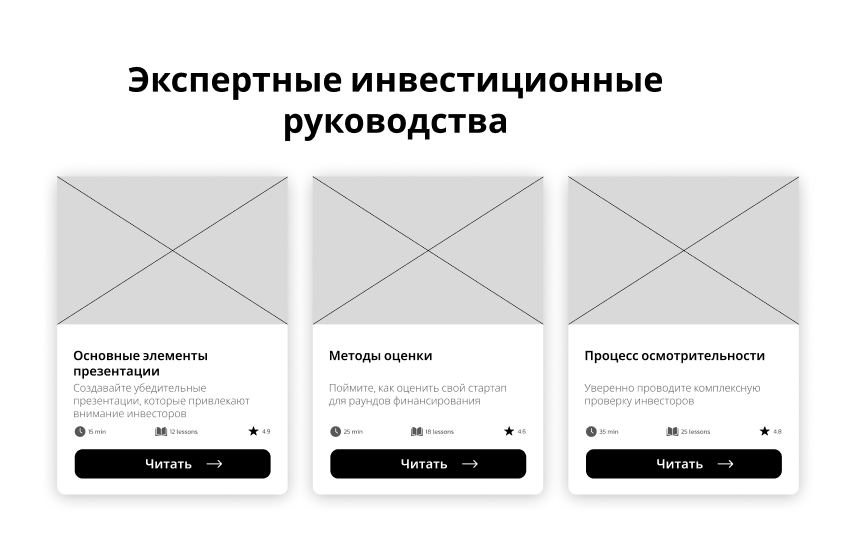 Экспертные инвестиционные
руководства
Основные элементы
презентации
Создавайте убедительные
презентации, которые привлекают
внимание инвесторов
15 min 12 lessons 4.9
Читать
Методы оценки
Поймите, как оценить свой стартап
для раундов финансирования
25 min 18 lessons 4.6
Читать
Процесс осмотрительности
Уверенно проводите комплексную
проверку инвесторов
35 min 25 lessons 4.8
Читать